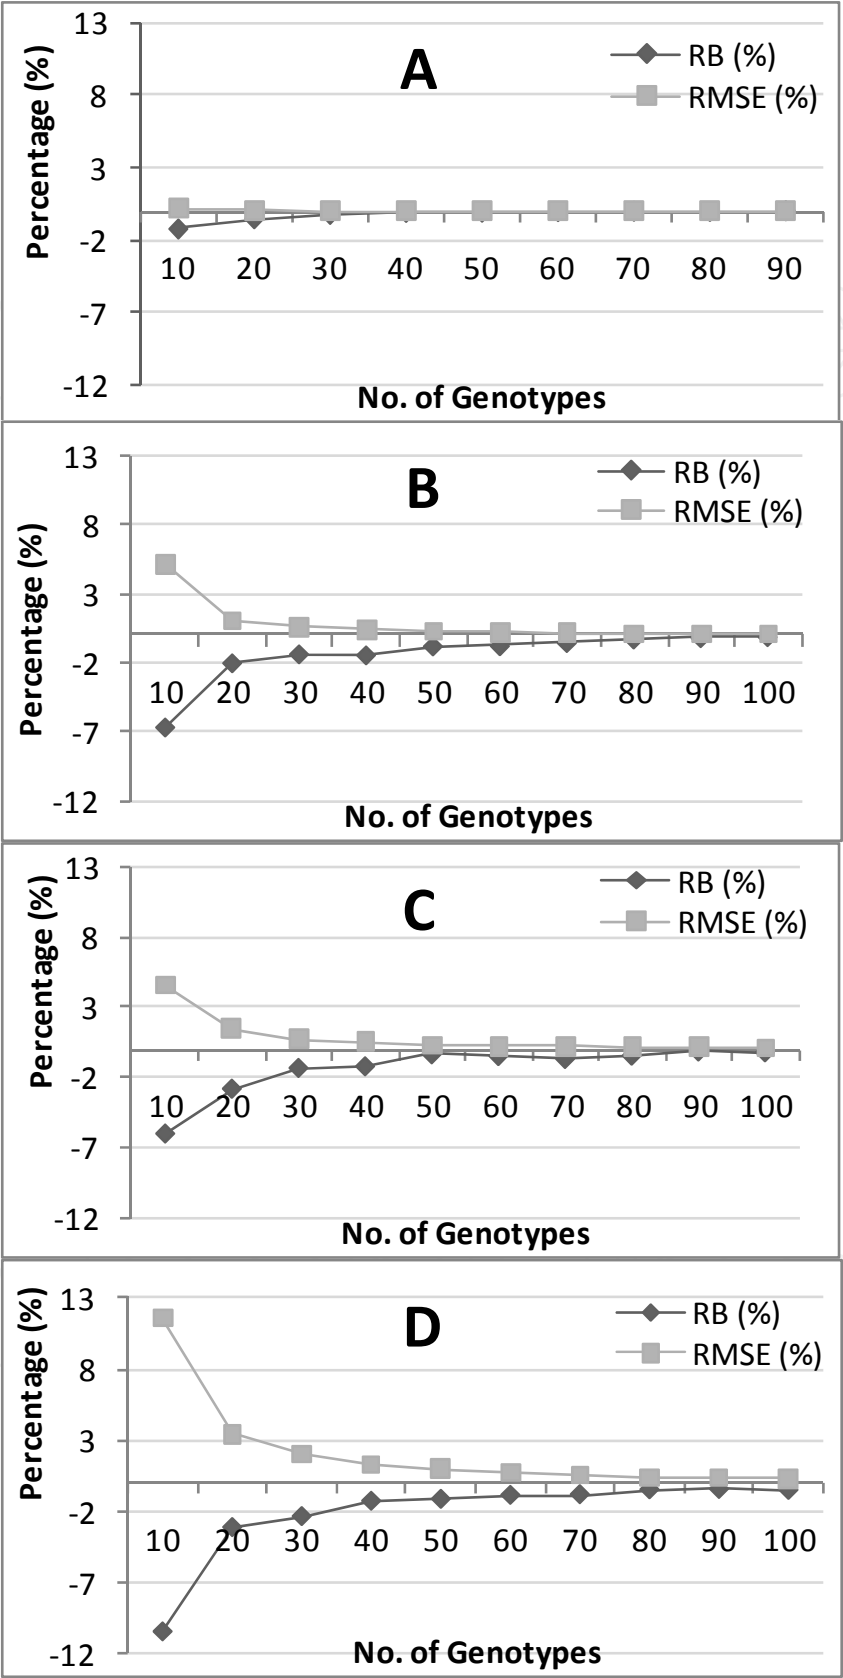 13
A
RB (%)
8
RMSE (%)
3
-2
10 20 30 40 50 60 70 80 90
-7
-12
No. of Genotypes
Percentage (%)
13
B
RB (%)
8
RMSE (%)
3
-2
10 20 30 40 50 60 70 80 90 100
-7
-12
No. of Genotypes
Percentage (%)
13
C
RB (%)
8
RMSE (%)
3
-2
10 20 30 40 50 60 70 80 90 100
-7
-12
No. of Genotypes
Percentage (%)
13
D
RB (%)
8
RMSE (%)
3
-2
10 20 30 40 50 60 70 80 90 100
-7
-12
No. of Genotypes
Percentage (%)